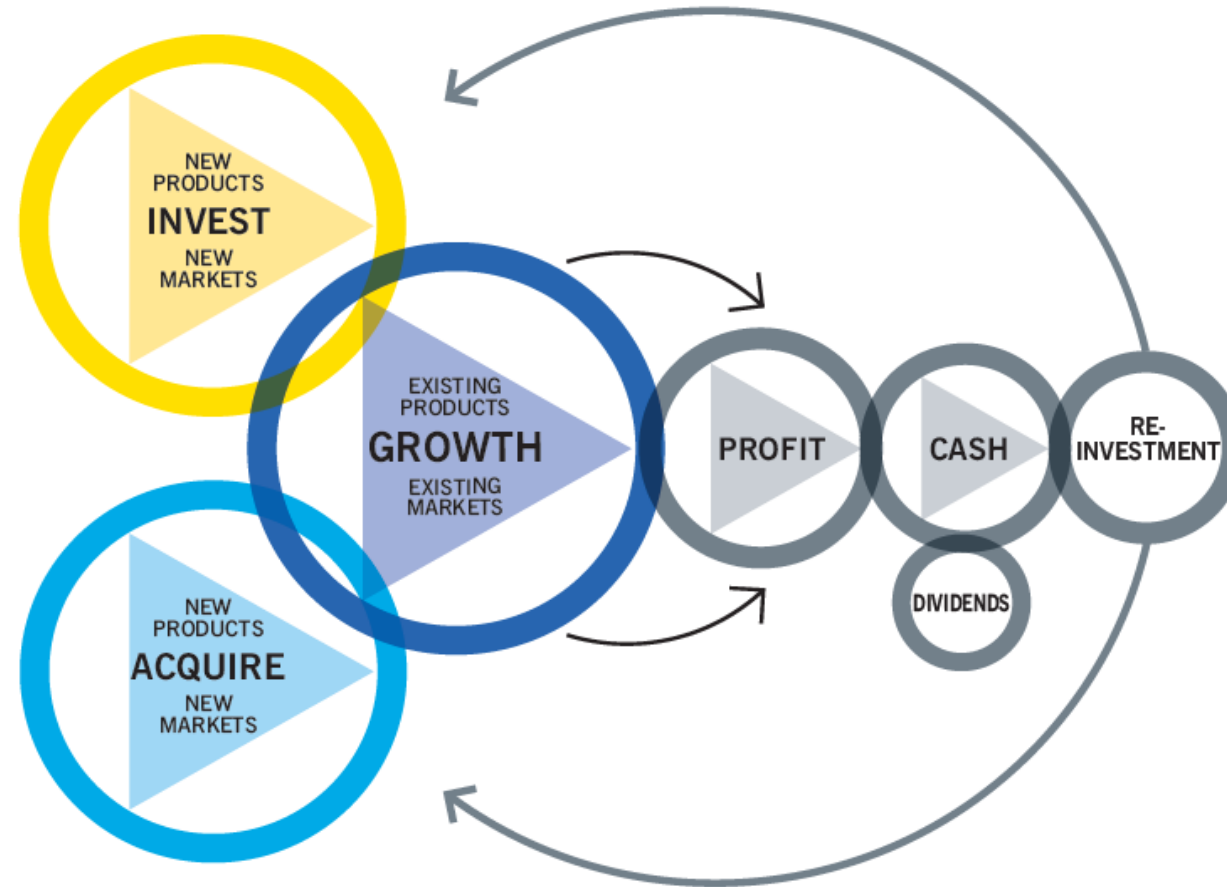 NEW
PRODUCTS
INVEST
NEW
MARKETS
EXISTING
PRODUCTS
GROWTH
EXISTING
MARKETS
NEW
PRODUCTS
ACQUIRE
NEW
MARKETS
PROFIT
CASH
RE-
INVESTMENT
DIVIDENDS